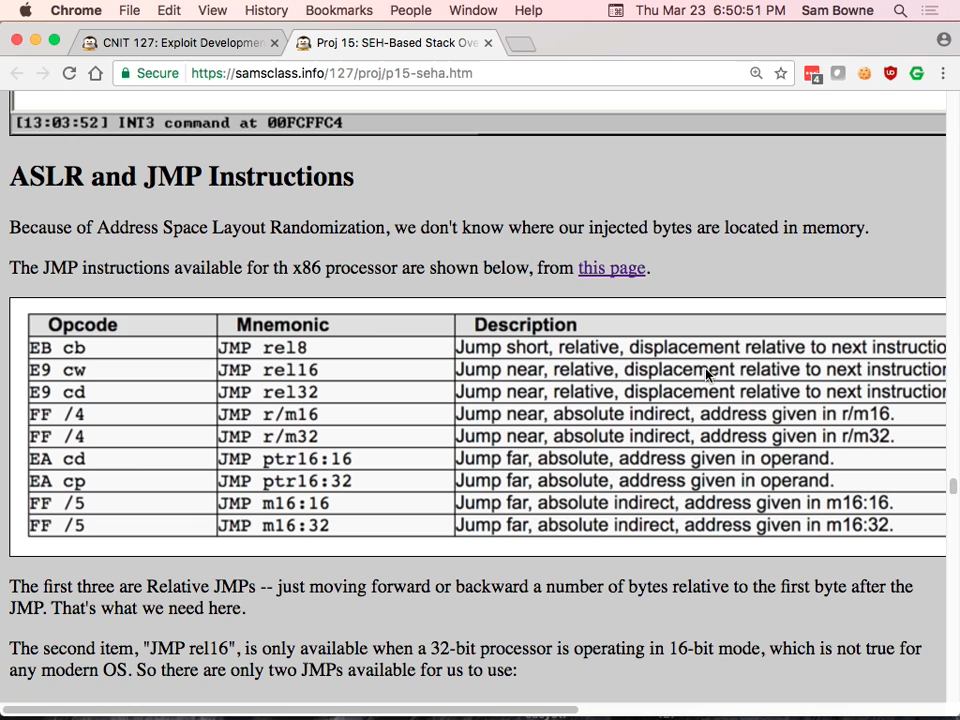 Chrome File Edit View History Bookmarks People Window Help Thu Mar 23 6:50:51 PM Sam Bowne
CNIT 127: Exploit Developmen Proj 15: SEH-Based Stack Ove
Secure https://samsclass.info/127/proj/p15-seha.htm 4
[13:03:52] INT3 command at 00FCFFC4
ASLR and JMP Instructions
Because of Address Space Layout Randomization, we don't know where our injected bytes are located in memory.
The JMP instructions available for th x86 processor are shown below, from this page.
Opcode Mnemonic Description
EB cb JMP rel8 Jump short, relative, displacement relative to next instructio
E9 cw JMP rel16 Jump near, relative, displacement relative to next instruction
E9 cd JMP rel32 Jump near, relative, displacement relative to next instruction
FF /4 JMP r/m16 Jump near, absolute indirect, address given in r/m16.
FF /4 JMP r/m32 Jump near, absolute indirect, address given in r/m32.
EA cd JMP ptr16:16 Jump far, absolute, address given in operand.
EA cp JMP ptr16:32 Jump far, absolute, address given in operand.
FF /5 JMP m16:16 Jump far, absolute indirect, address given in m16:16.
FF /5 JMP m16:32 Jump far, absolute indirect, address given in m16:32.
The first three are Relative JMPs -- just moving forward or backward a number of bytes relative to the first byte after the
JMP. That's what we need here.
The second item, "JMP rel16", is only available when a 32-bit processor is operating in 16-bit mode, which is not true for
any modern OS. So there are only two JMPs available for us to use: